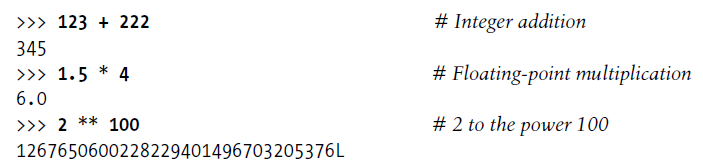 >>> 123 + 222 # Integer addition
345
>>> 1.5 * 4 # Floating-point multiplication
6.0
>>> 2 ** 100 # 2 to the power 100
1267650600228229401496703205376L